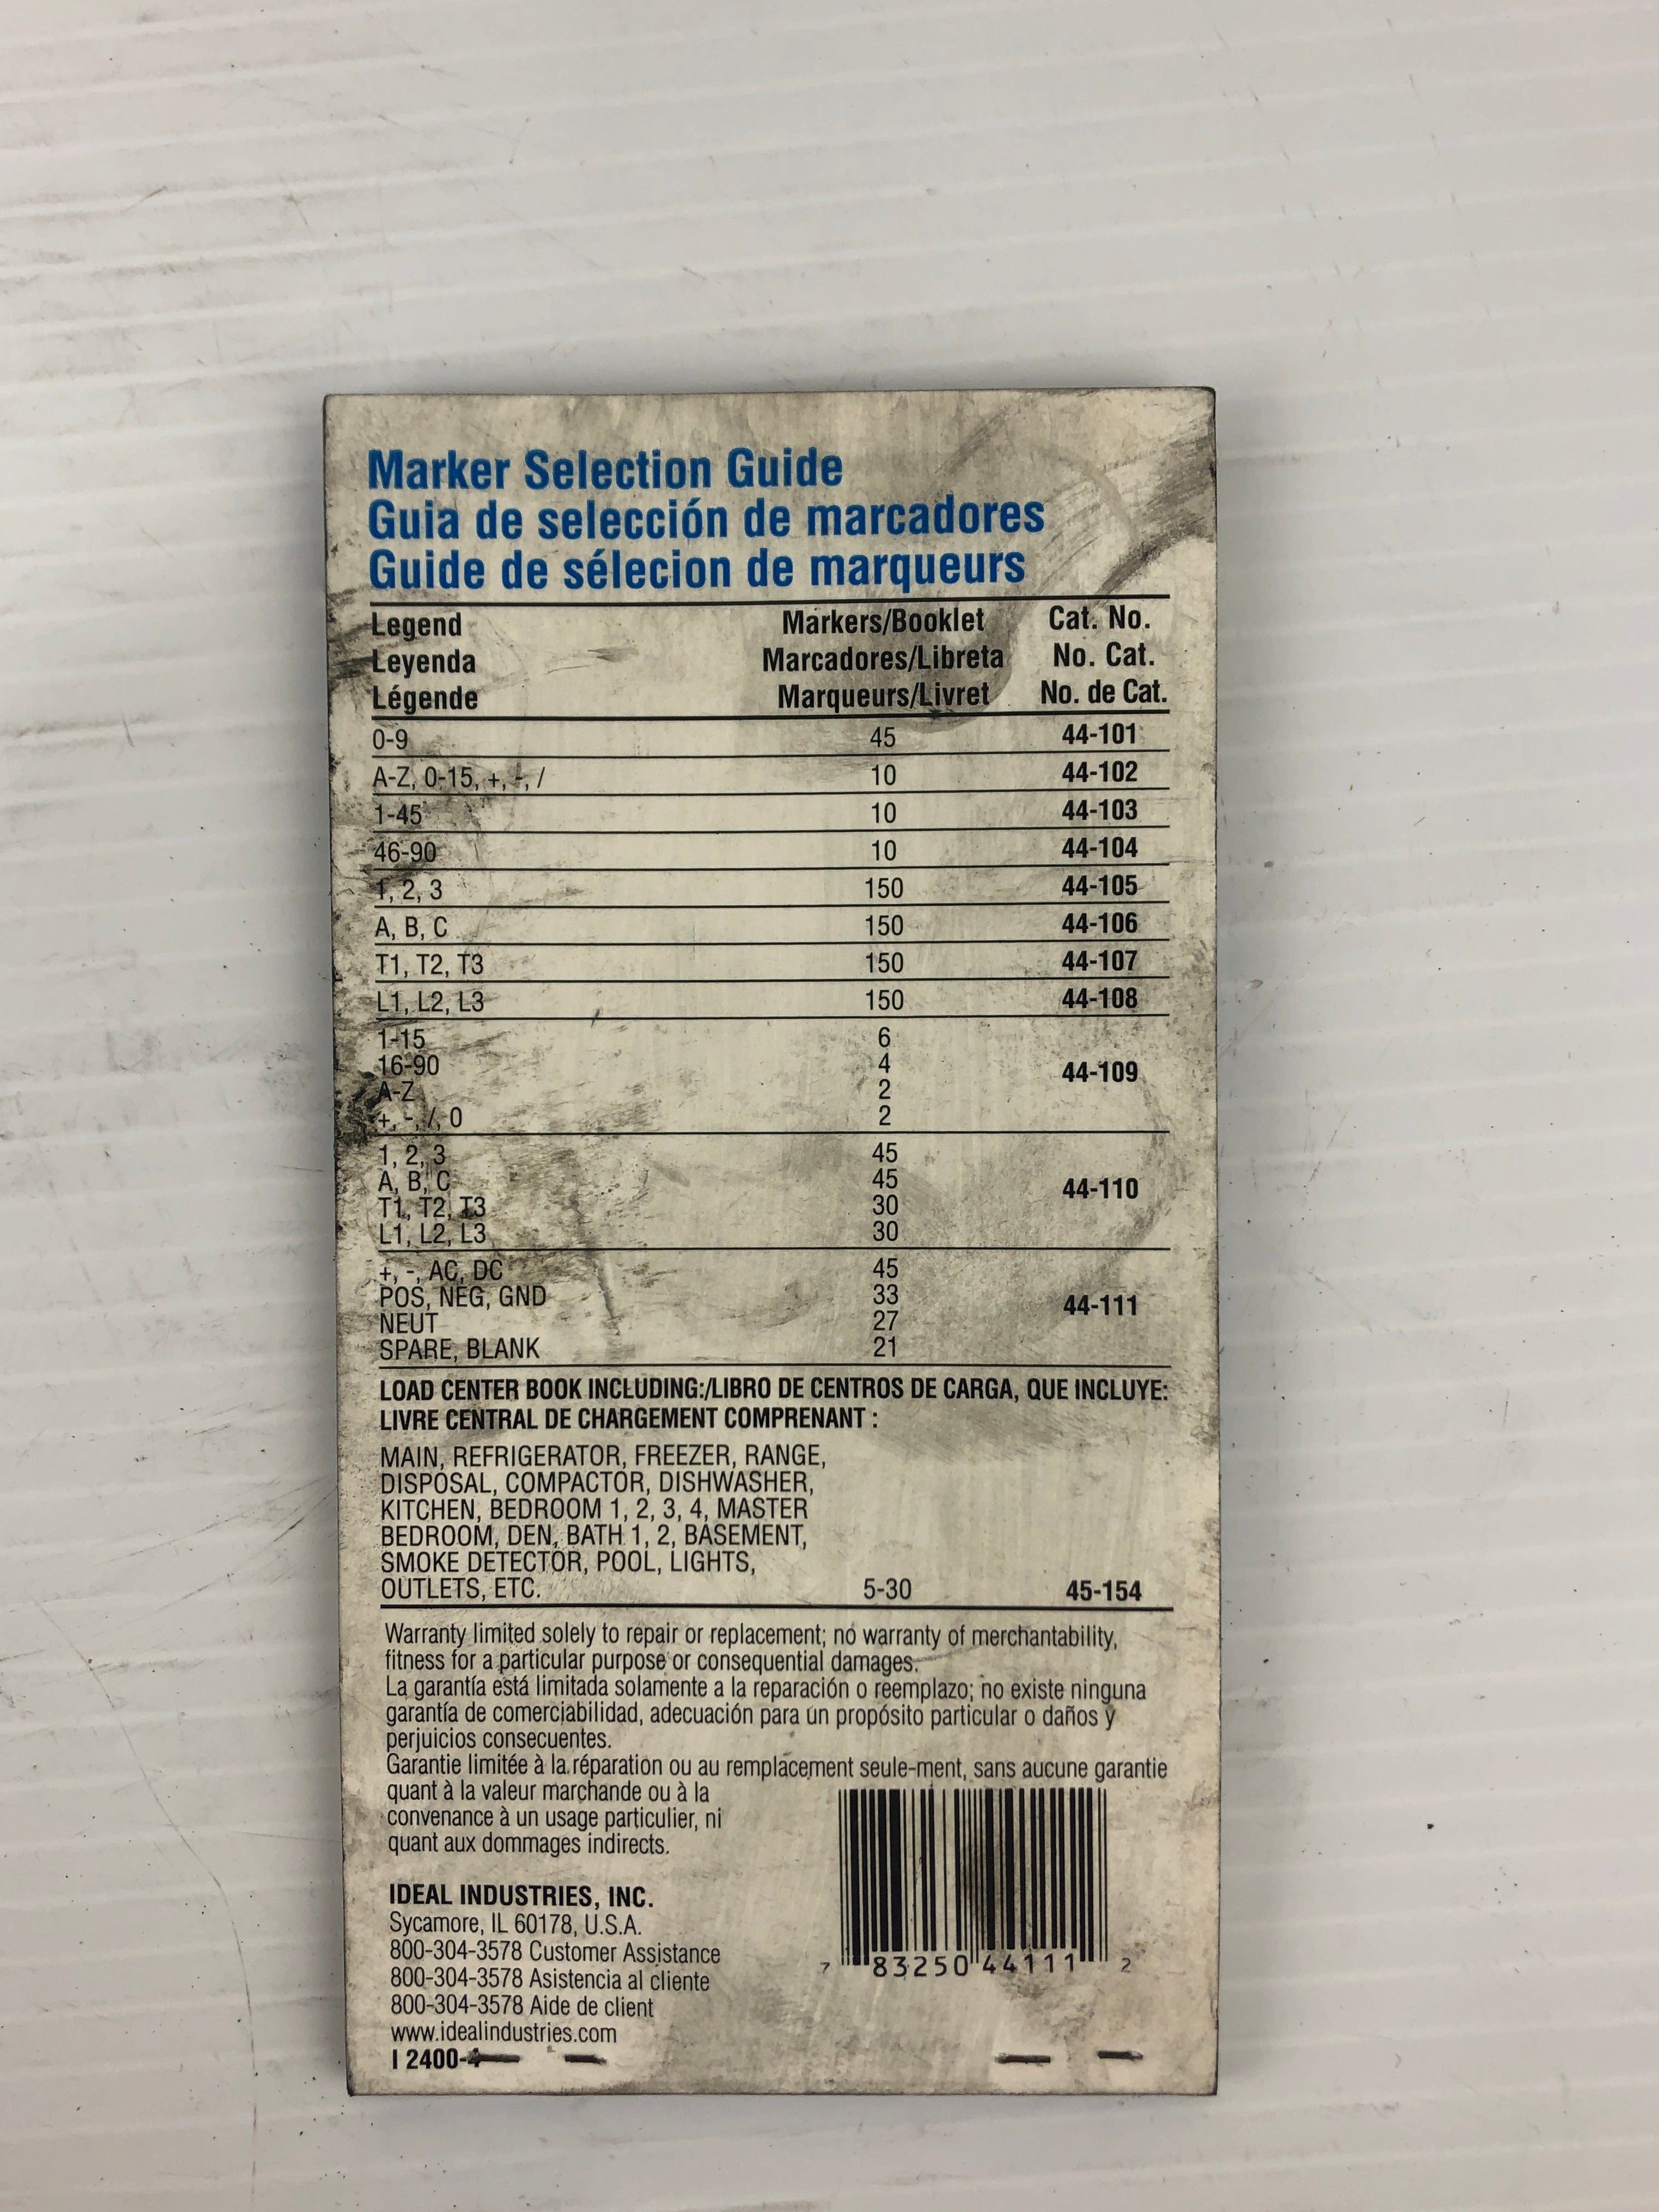 Marker Selection Guide
Guia de selección de marcadores
Guide de sélecion de marqueurs
Legend Markers/Booklet Cat. No.
Leyenda Marcadores/Libreta No. Cat.
Légende Marqueurs/Livret No. de Cat.
0-9 45 44-101
A-Z, 0-15, +, -, / 10 44-102
1-45 10 44-103
46-90 10 44-104
1, 2, 3 150 44-105
A, B, C 150 44-106
T1, T2, T3 150 44-107
L1, L2, L3 150 44-108
1-15 6
16-90 4 44-109
A-Z 2
+, -, /, 0 2
1, 2, 3 45
A, B, C 45 44-110
T1, T2, T3 30
L1, L2, L3 30
+, -, AC, DC 45
POS, NEG, GND 33 44-111
NEUT 27
SPARE, BLANK 21
LOAD CENTER BOOK INCLUDING:/LIBRO DE CENTROS DE CARGA, QUE INCLUYE:
LIVRE CENTRAL DE CHARGEMENT COMPRENANT :
MAIN, REFRIGERATOR, FREEZER, RANGE,
DISPOSAL, COMPACTOR, DISHWASHER,
KITCHEN, BEDROOM 1, 2, 3, 4, MASTER
BEDROOM, DEN, BATH 1, 2, BASEMENT,
SMOKE DETECTOR, POOL, LIGHTS,
OUTLETS, ETC. 5-30 45-154
Warranty limited solely to repair or replacement; no warranty of merchantability,
fitness for a particular purpose or consequential damages.
La garantía está limitada solamente a la reparación o reemplazo; no existe ninguna
garantía de comerciabilidad, adecuación para un propósito particular o daños y
perjuicios consecuentes.
Garantie limitée à la réparation ou au remplacement seule-ment, sans aucune garantie
quant à la valeur marchande ou à la
convenance à un usage particulier, ni
quant aux dommages indirects.
IDEAL INDUSTRIES, INC.
Sycamore, IL 60178, U.S.A.
800-304-3578 Customer Assistance
800-304-3578 Asistencia al cliente
800-304-3578 Aide de client
www.idealindustries.com
I 2400-4
7 83250 44111 2